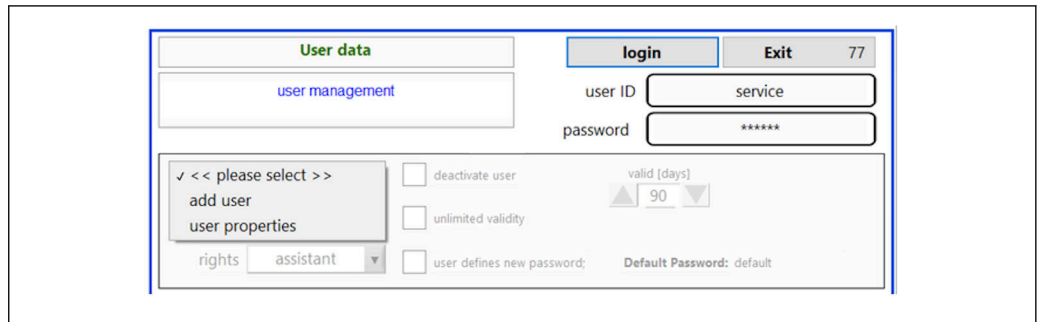 User data
login
Exit 77
user management
user ID service
password ******
✓ << please select >>
add user
user properties
deactivate user
unlimited validity
valid [days]
90
rights assistant
user defines new password;
Default Password: default